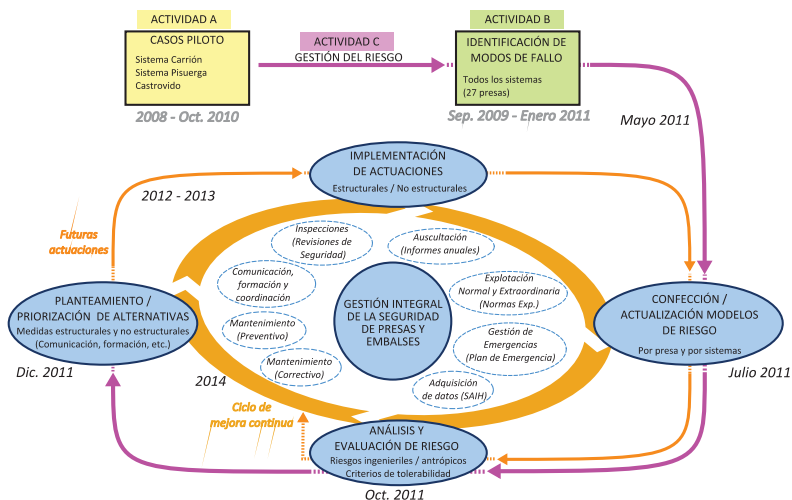 ACTIVIDAD A
CASOS PILOTO
Sistema Carrión
Sistema Pisuerga
Castrovido
2008 - Oct. 2010
ACTIVIDAD C
GESTIÓN DEL RIESGO
ACTIVIDAD B
IDENTIFICACIÓN DE
MODOS DE FALLO
Todos los sistemas
(27 presas)
Sep. 2009 - Enero 2011
Mayo 2011
IMPLEMENTACIÓN
DE ACTUACIONES
Estructurales / No estructurales
2012 - 2013
Futuras
actuaciones
Inspecciones
(Revisiones de
Seguridad)
Auscultación
(Informes anuales)
Comunicación,
formación y
coordinación
Explotación
Normal y Extraordinaria
(Normas Exp.)
PLANTEAMIENTO /
PRIORIZACIÓN DE ALTERNATIVAS
Medidas estructurales y no estructurales
(Comunicación, formación, etc.)
Dic. 2011
GESTIÓN INTEGRAL
DE LA SEGURIDAD
DE PRESAS Y
EMBALSES
CONFECCIÓN /
ACTUALIZACIÓN MODELOS
DE RIESGO
Por presa y por sistemas
Julio 2011
Mantenimiento
(Preventivo)
Gestión de
Emergencias
(Plan de Emergencia)
Mantenimiento
(Correctivo)
Adquisición
de datos (SAIH)
2014
Ciclo de
mejora continua
ANÁLISIS Y
EVALUACIÓN DE RIESGO
Riesgos ingenieriles / antrópicos
Criterios de tolerabilidad
Oct. 2011